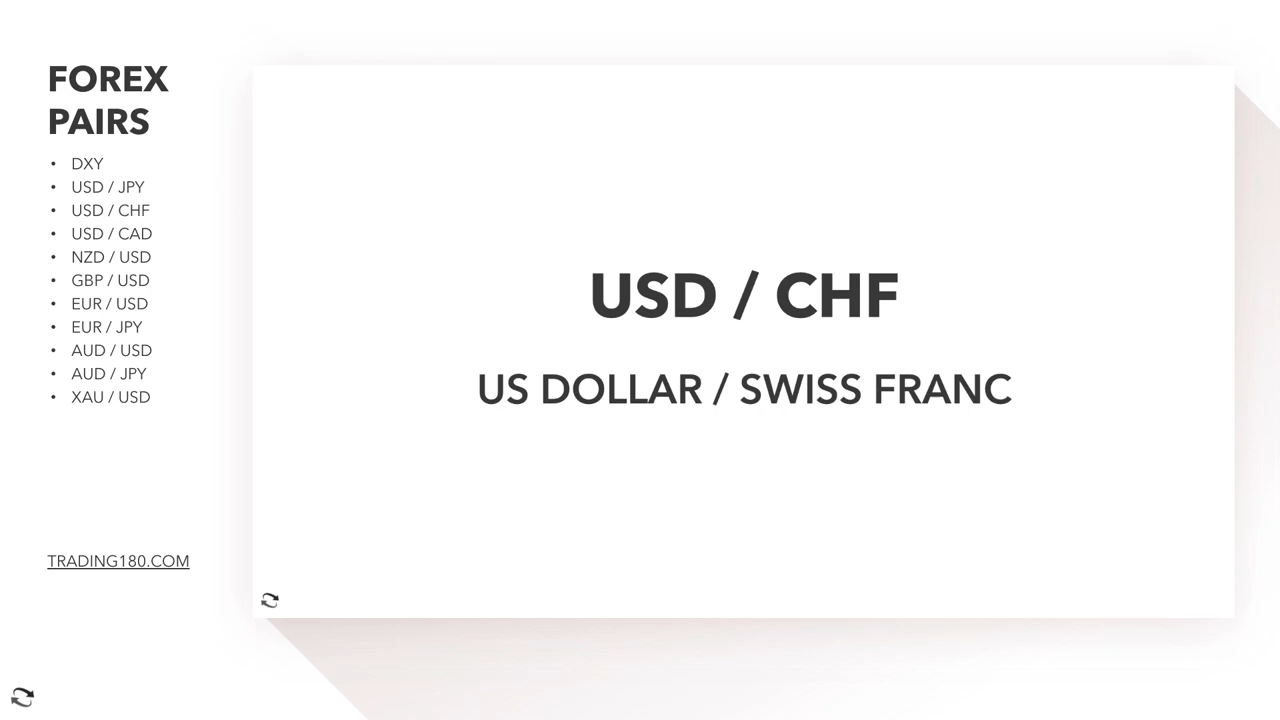 FOREX
PAIRS
• DXY
• USD / JPY
• USD / CHF
• USD / CAD
• NZD / USD
• GBP / USD
• EUR / USD
• EUR / JPY
• AUD / USD
• AUD / JPY
• XAU / USD
TRADING180.COM
USD / CHF
US DOLLAR / SWISS FRANC